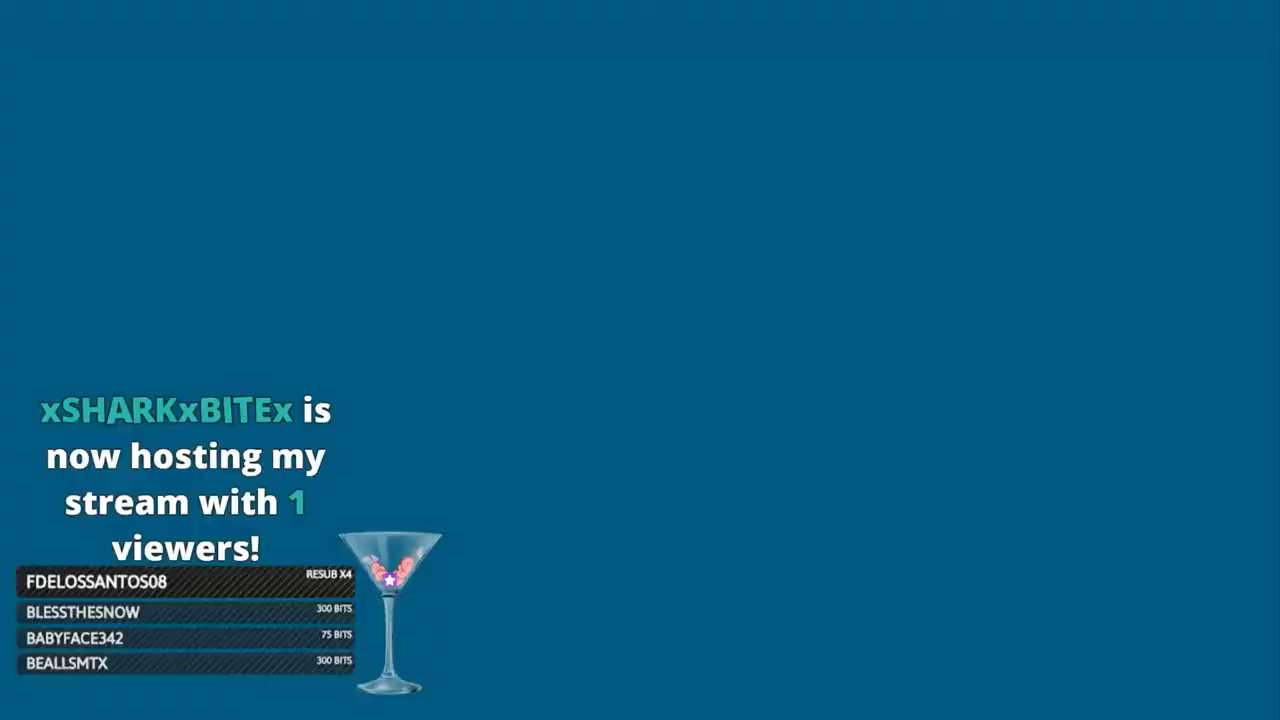 xSHARKxBITEx is
now hosting my
stream with 1
viewers!
FDELOSSANTOS08 RESUB X4
BLESSTHESNOW 300 BITS
BABYFACE342 75 BITS
BEALLSMTX 300 BITS